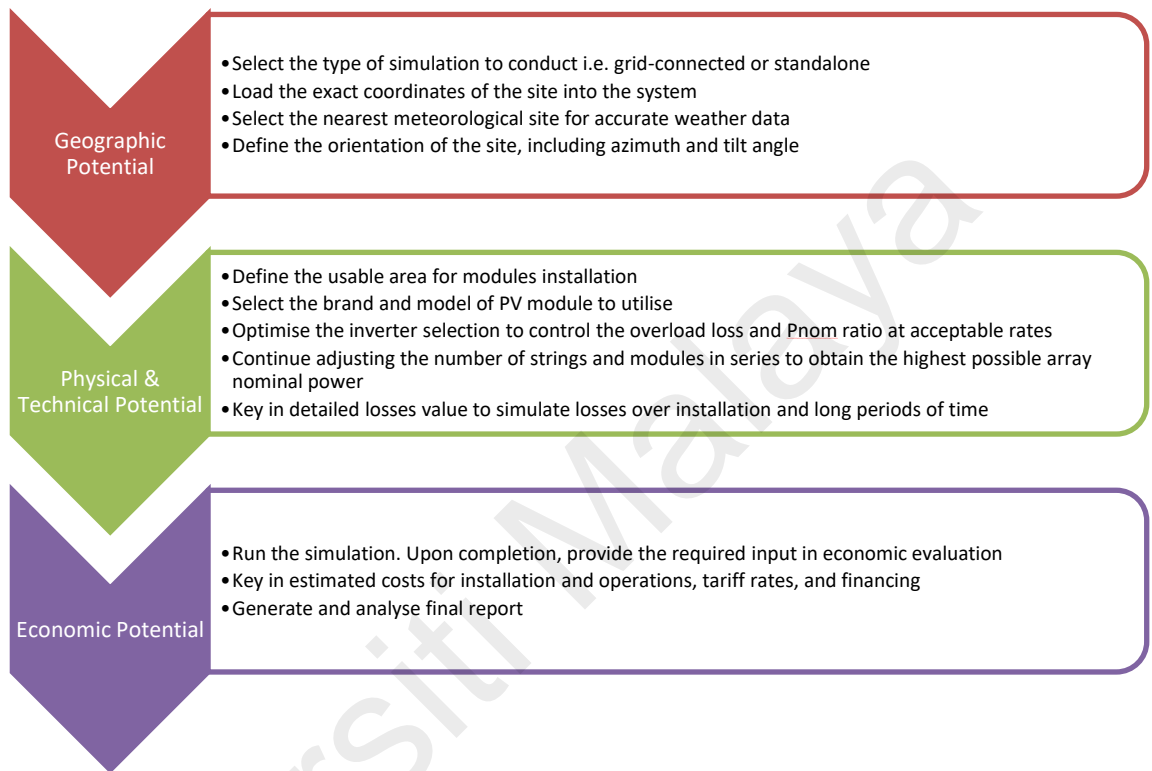 Geographic
Potential
•Select the type of simulation to conduct i.e. grid-connected or standalone
•Load the exact coordinates of the site into the system
•Select the nearest meteorological site for accurate weather data
•Define the orientation of the site, including azimuth and tilt angle
Physical &
Technical Potential
•Define the usable area for modules installation
•Select the brand and model of PV module to utilise
•Optimise the inverter selection to control the overload loss and Pnom ratio at acceptable rates
•Continue adjusting the number of strings and modules in series to obtain the highest possible array
nominal power
•Key in detailed losses value to simulate losses over installation and long periods of time
Economic Potential
•Run the simulation. Upon completion, provide the required input in economic evaluation
•Key in estimated costs for installation and operations, tariff rates, and financing
•Generate and analyse final report
rsiti Malaya